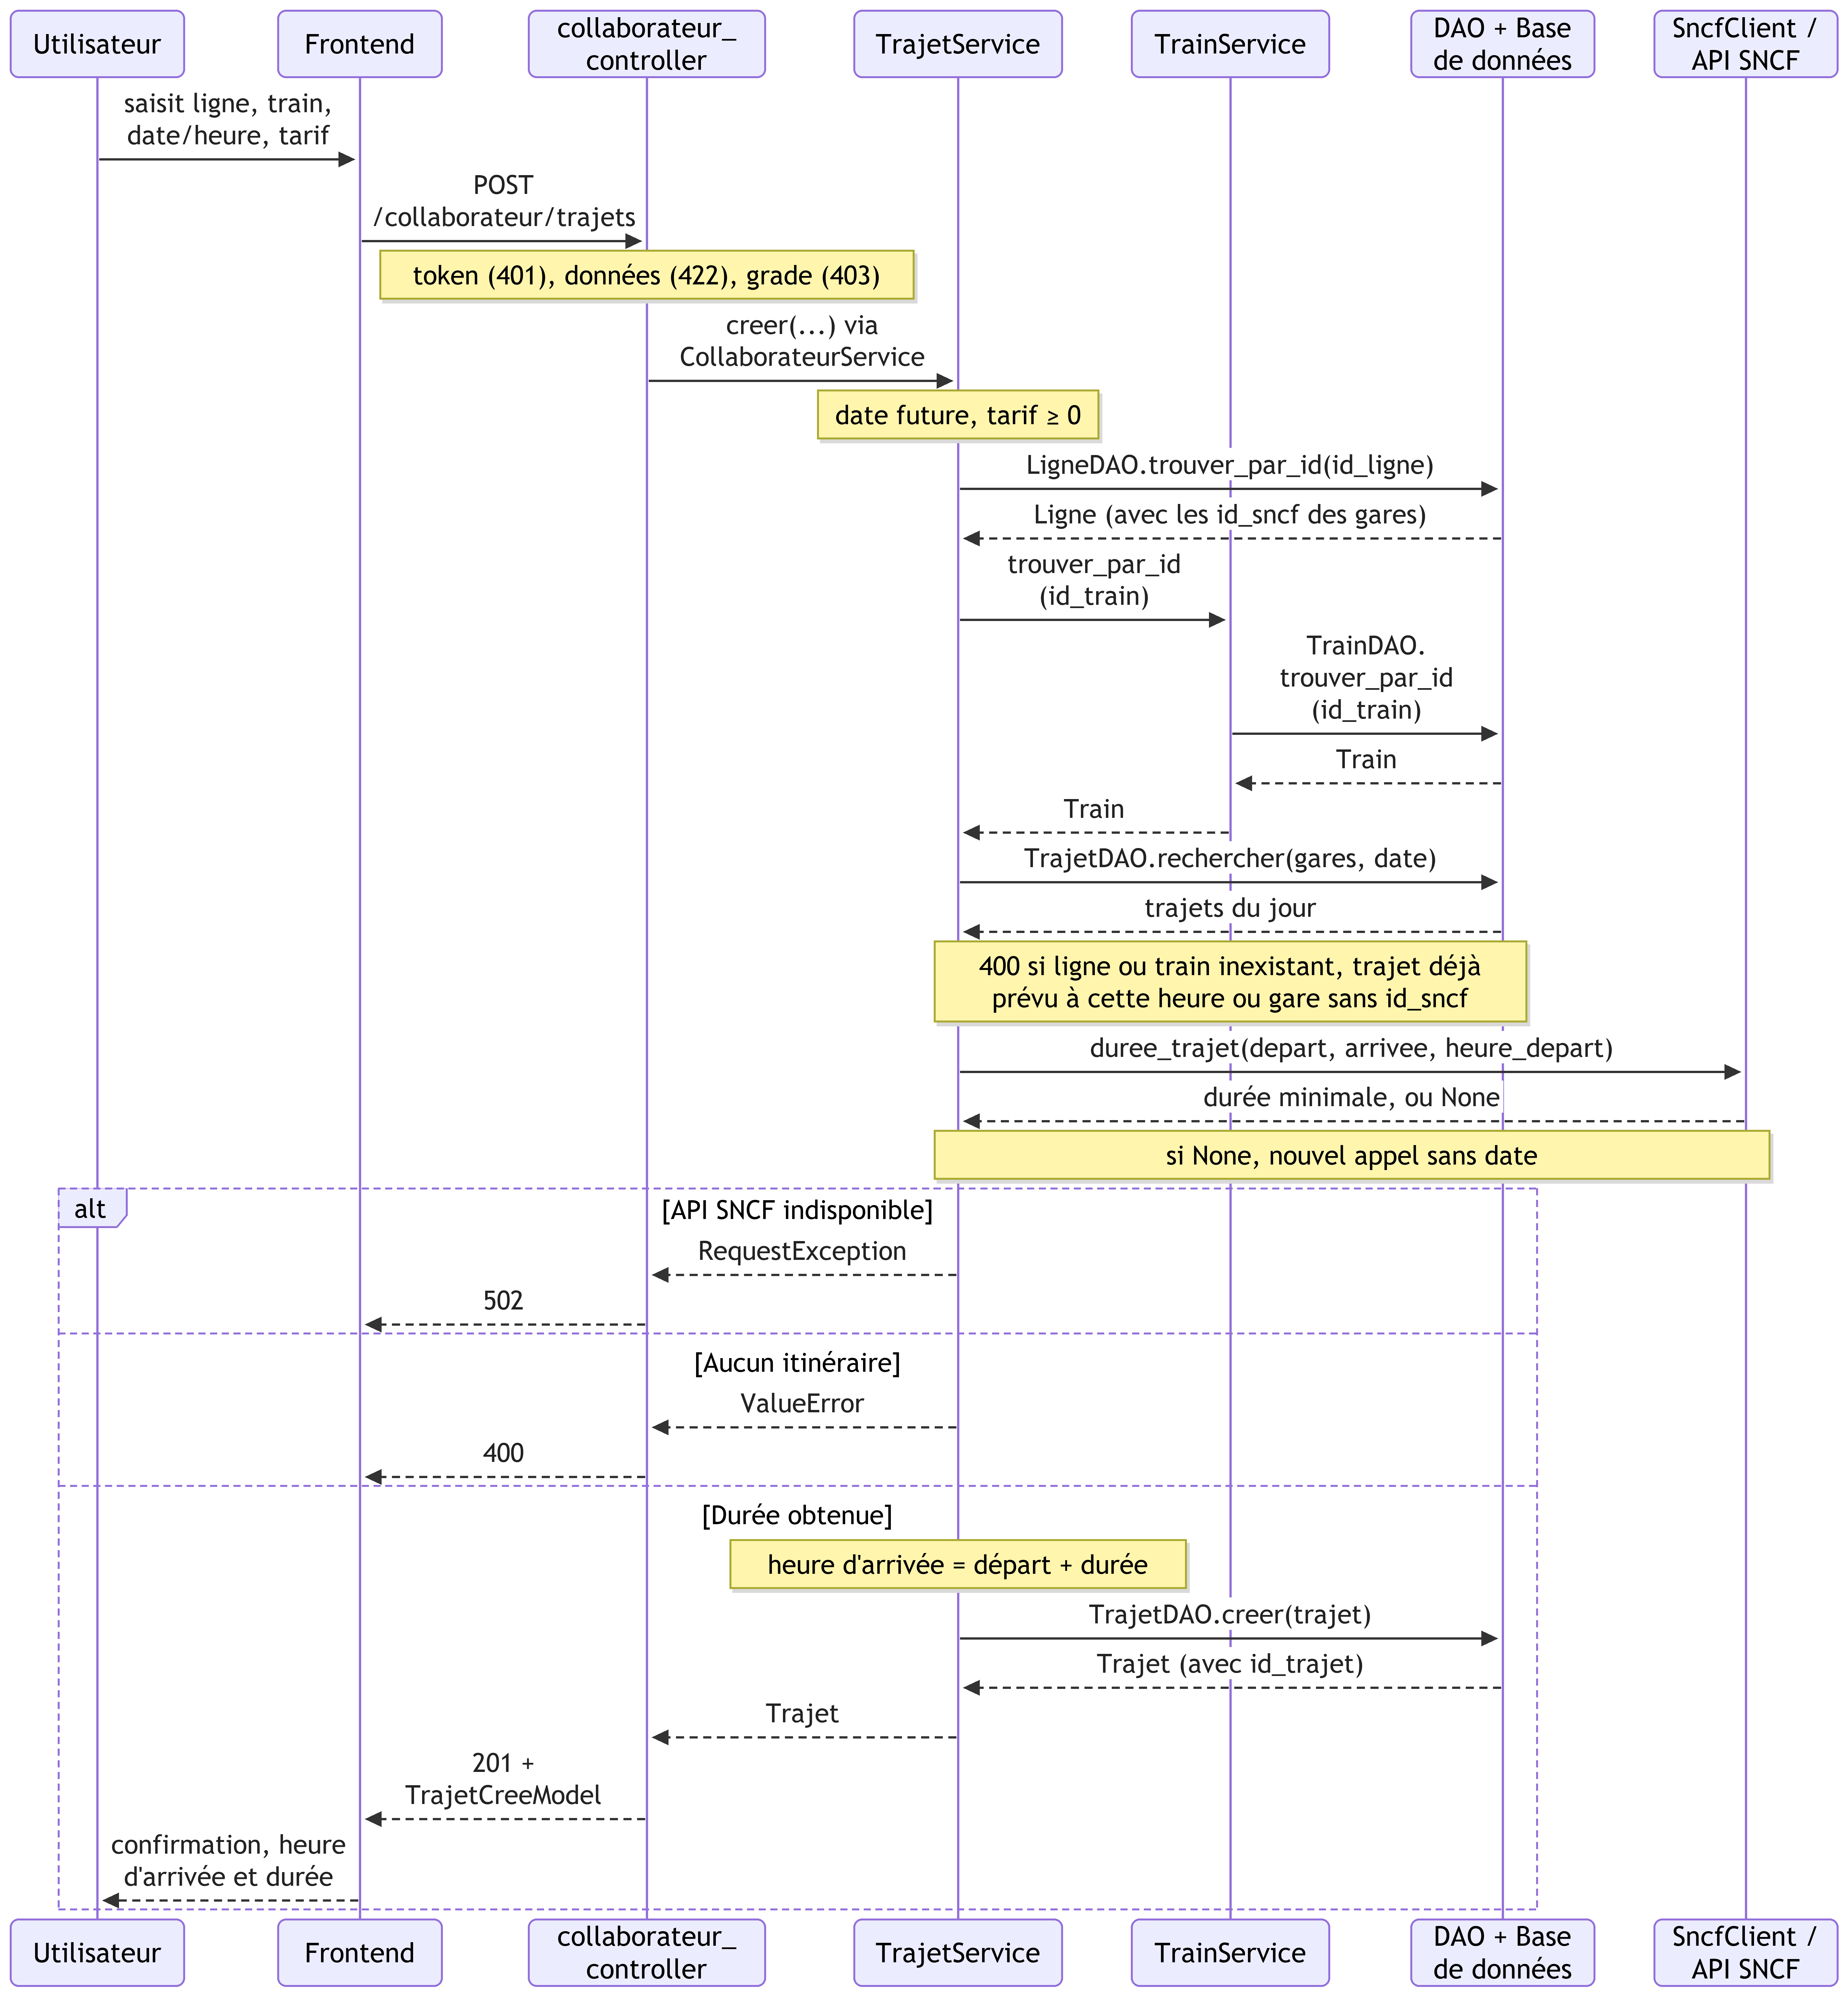 Utilisateur
Frontend
collaborateur_
controller
TrajetService
TrainService
DAO + Base
de données
SncfClient /
API SNCF
saisit ligne, train,
date/heure, tarif
POST
/collaborateur/trajets
token (401), données (422), grade (403)
creer(...) via
CollaborateurService
date future, tarif ≥ 0
LigneDAO.trouver_par_id(id_ligne)
Ligne (avec les id_sncf des gares)
trouver_par_id
(id_train)
TrainDAO.
trouver_par_id
(id_train)
Train
Train
TrajetDAO.rechercher(gares, date)
trajets du jour
400 si ligne ou train inexistant, trajet déjà
prévu à cette heure ou gare sans id_sncf
duree_trajet(depart, arrivee, heure_depart)
durée minimale, ou None
si None, nouvel appel sans date
alt
[API SNCF indisponible]
RequestException
502
[Aucun itinéraire]
ValueError
400
[Durée obtenue]
heure d'arrivée = départ + durée
TrajetDAO.creer(trajet)
Trajet (avec id_trajet)
Trajet
201 +
TrajetCreeModel
confirmation, heure
d'arrivée et durée
Utilisateur
Frontend
collaborateur_
controller
TrajetService
TrainService
DAO + Base
de données
SncfClient /
API SNCF